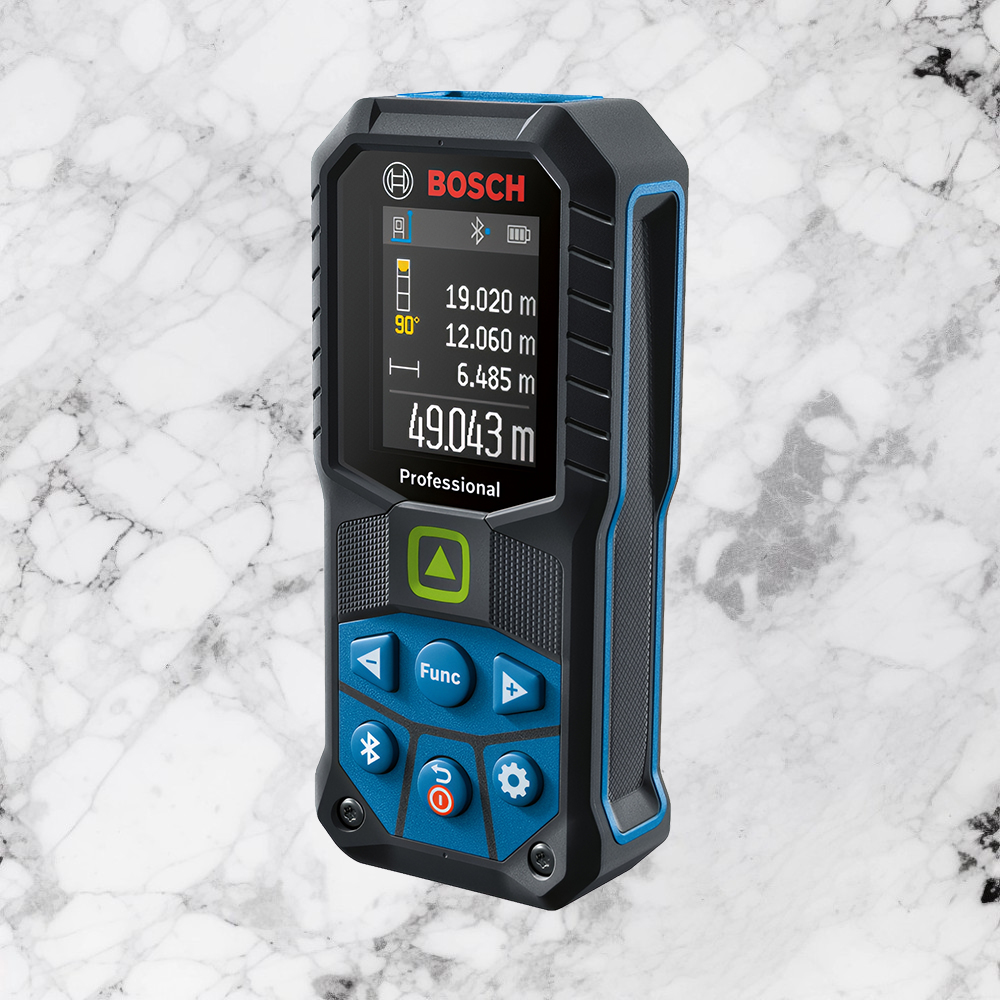 BOSCH
90°
19.020 m
12.060 m
6.485 m
49.043 m
Professional
- Func +